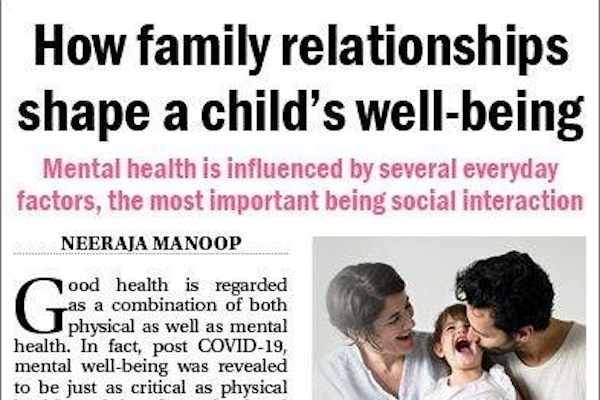 How family relationships
shape a child's well-being
Mental health is influenced by several everyday
factors, the most important being social interaction
NEERAJA MANOOP
Good health is regarded
as a combination of both
physical as well as mental
health. In fact, post COVID-19,
mental well-being was revealed
to be just as critical as physical